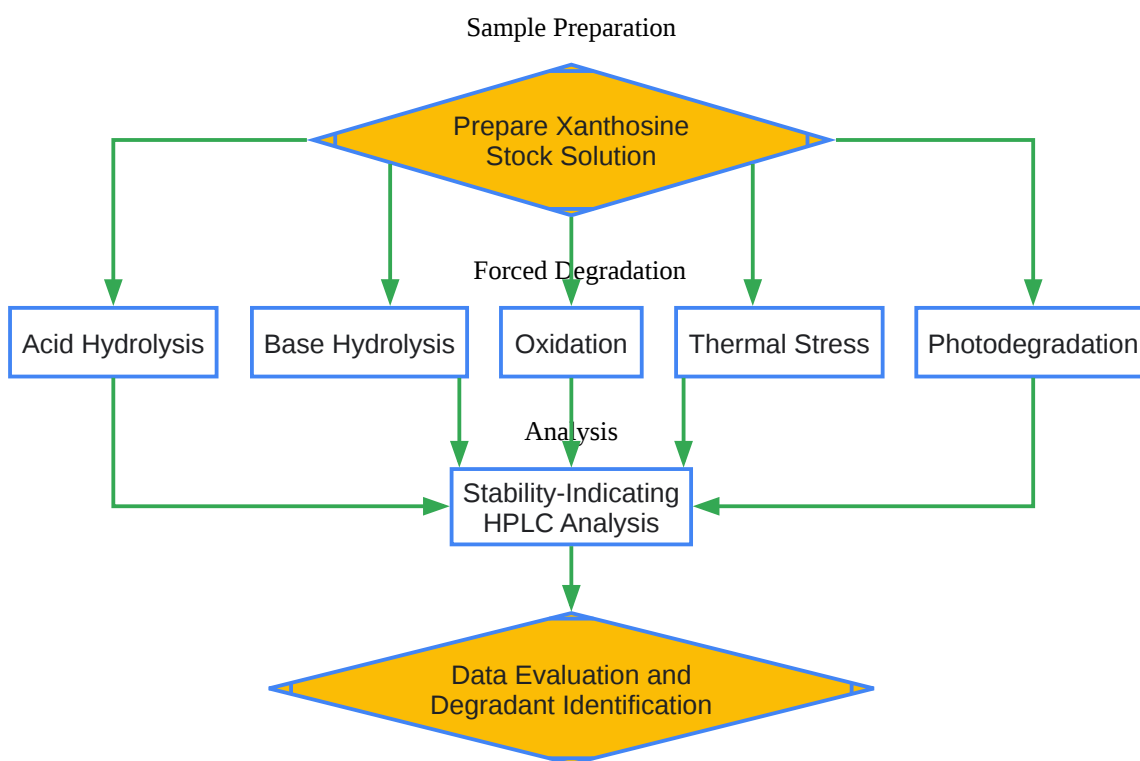 Sample Preparation
Prepare Xanthosine
Stock Solution
Forced Degradation
Acid Hydrolysis
Base Hydrolysis
Oxidation
Thermal Stress
Photodegradation
Analysis
Stability-Indicating
HPLC Analysis
Data Evaluation and
Degradant Identification